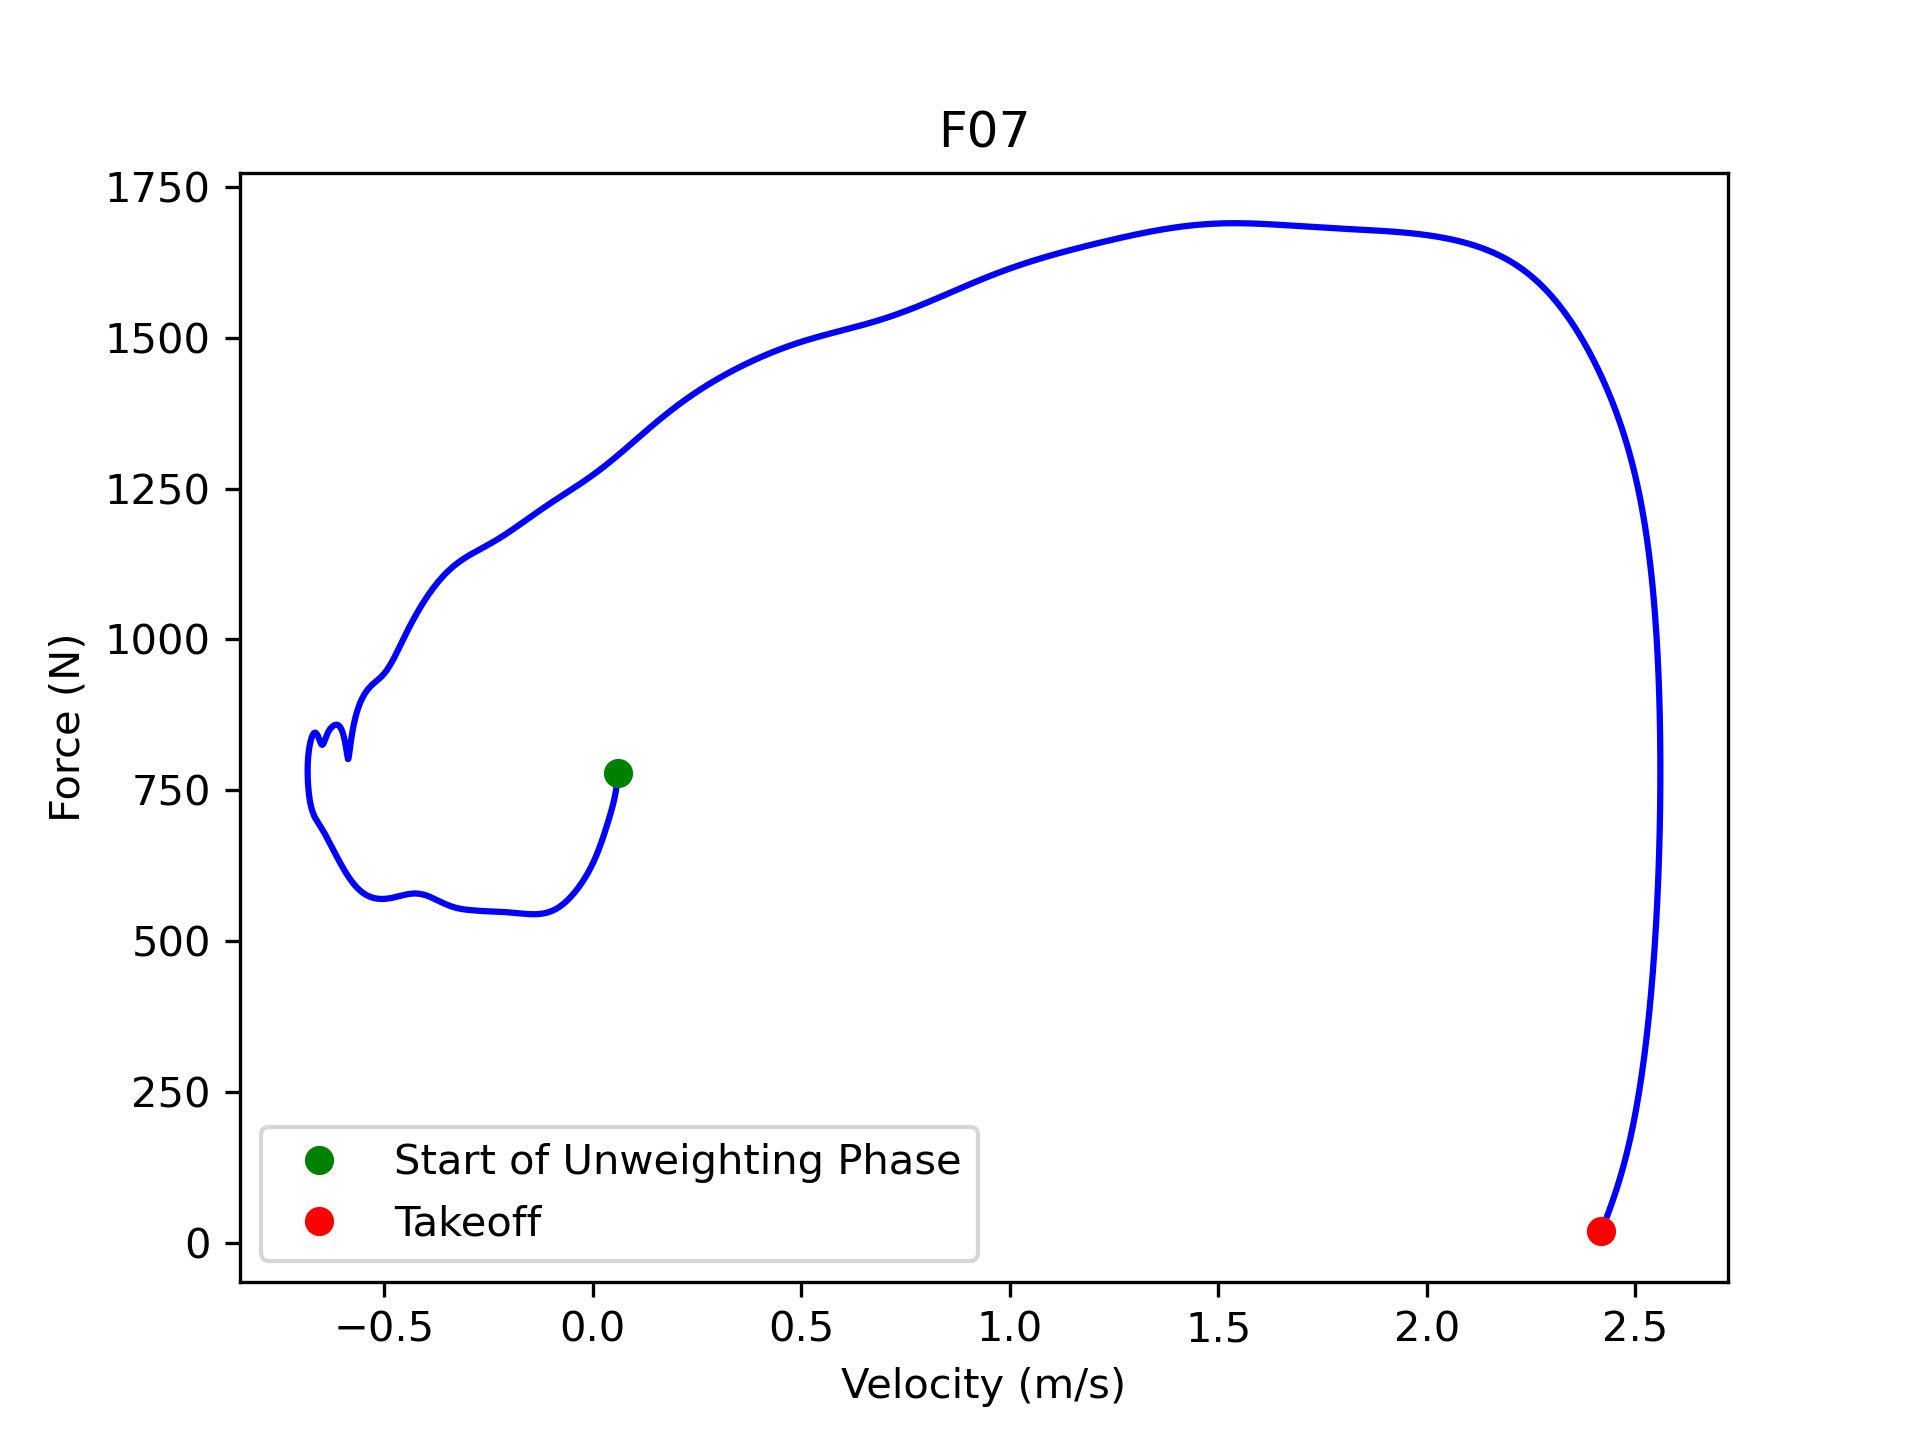 F07
1750
1500
1250
1000
750
500
250
0
Force (N)
Start of Unweighting Phase
Takeoff
−0.5 0.0 0.5 1.0 1.5 2.0 2.5
Velocity (m/s)